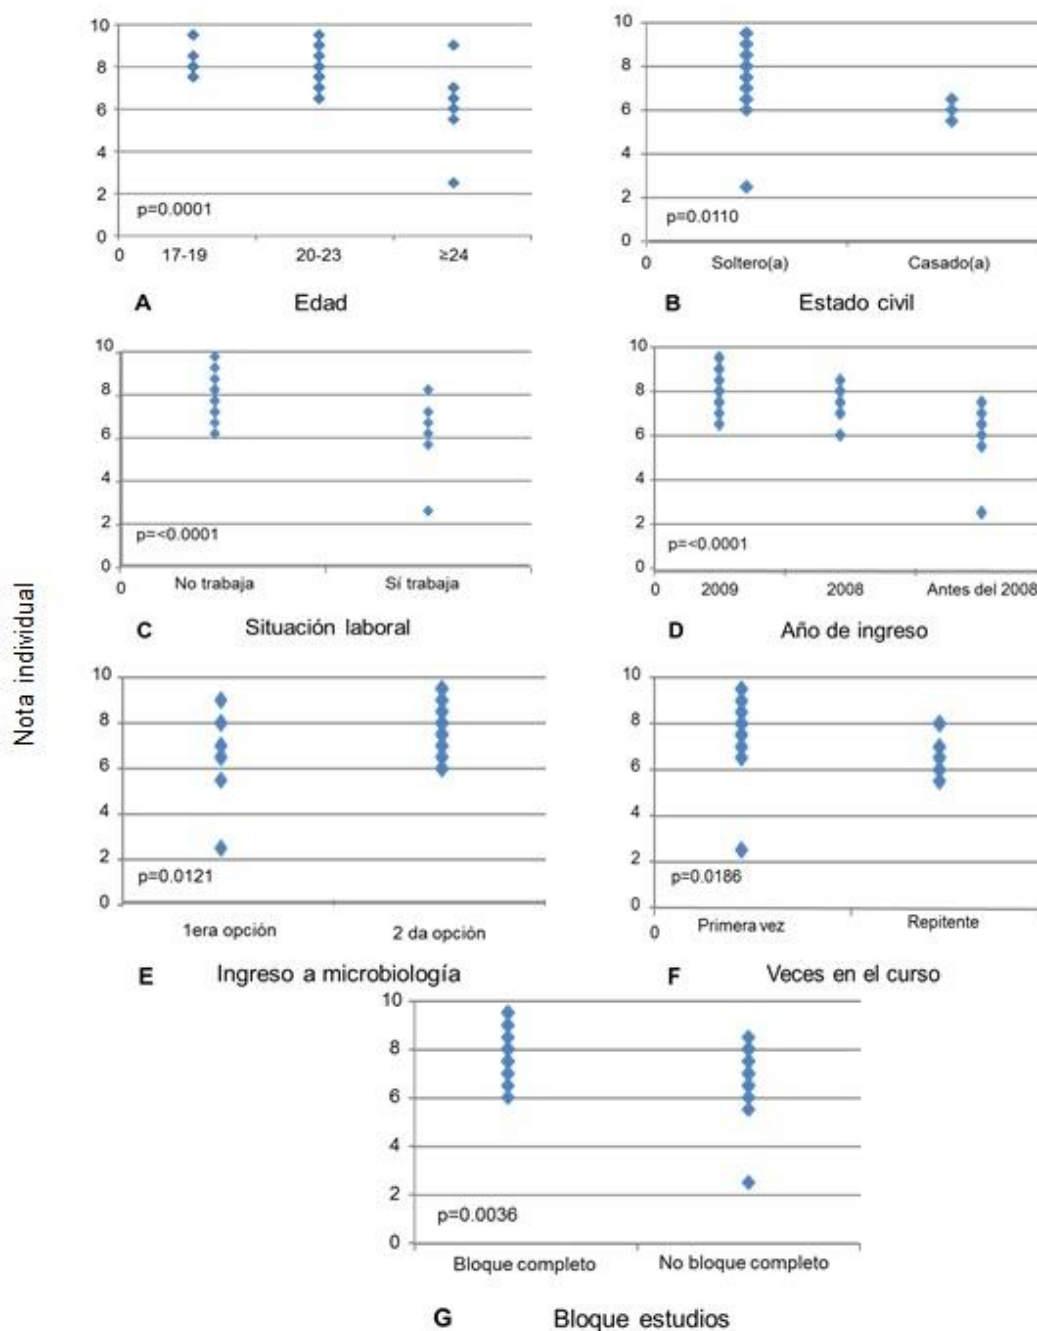 Nota individual
10
8
6
4
2
0
p=0.0001
0 17-19 20-23 ≥24
A Edad
10
8
6
4
2
0
p=0.0110
0 Soltero(a) Casado(a)
B Estado civil
10
8
6
4
2
0
p=<0.0001
0 No trabaja Sí trabaja
C Situación laboral
10
8
6
4
2
0
p=<0.0001
0 2009 2008 Antes del 2008
D Año de ingreso
10
8
6
4
2
0
p=0.0121
1era opción 2 da opción
E Ingreso a microbiología
10
8
6
4
2
0
p=0.0186
0 Primera vez Repitente
F Veces en el curso
10
8
6
4
2
0
p=0.0036
Bloque completo No bloque completo
G Bloque estudios